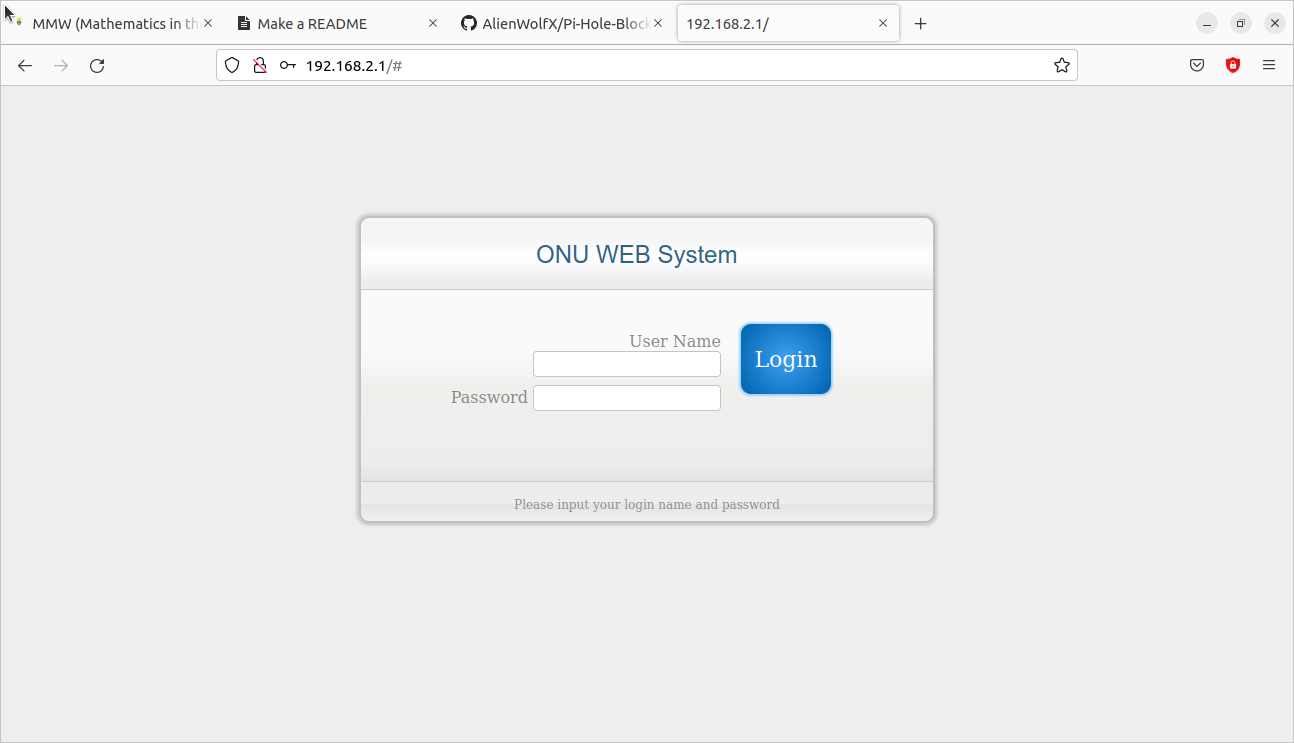 MMW (Mathematics in th
Make a README
AlienWolfX/Pi-Hole-Block
192.168.2.1/
192.168.2.1/#
ONU WEB System
User Name
Login
Password
Please input your login name and password